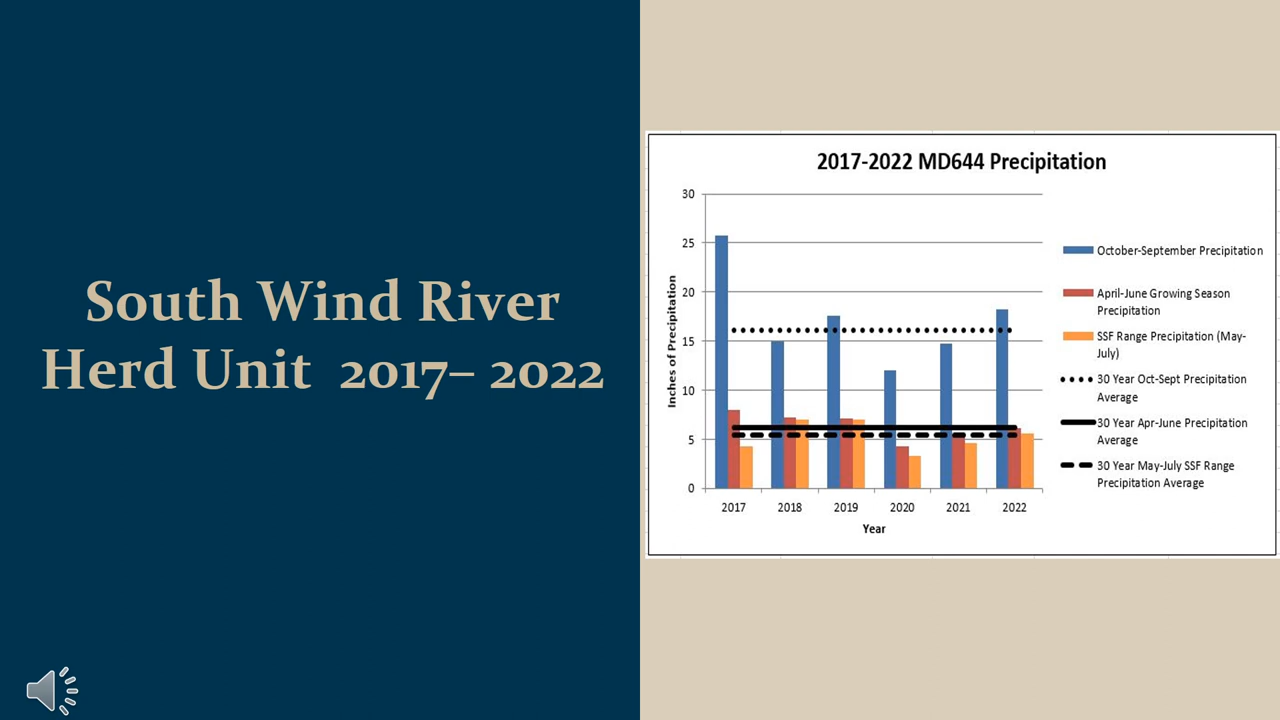 South Wind River
Herd Unit 2017– 2022
2017-2022 MD644 Precipitation
30
25
20
15
10
5
0
Inches of Precipitation
2017
2018
2019
2020
2021
2022
Year
October-September Precipitation
April-June Growing Season
Precipitation
SSF Range Precipitation (May-
July)
30 Year Oct-Sept Precipitation
Average
30 Year Apr-June Precipitation
Average
30 Year May-July SSF Range
Precipitation Average